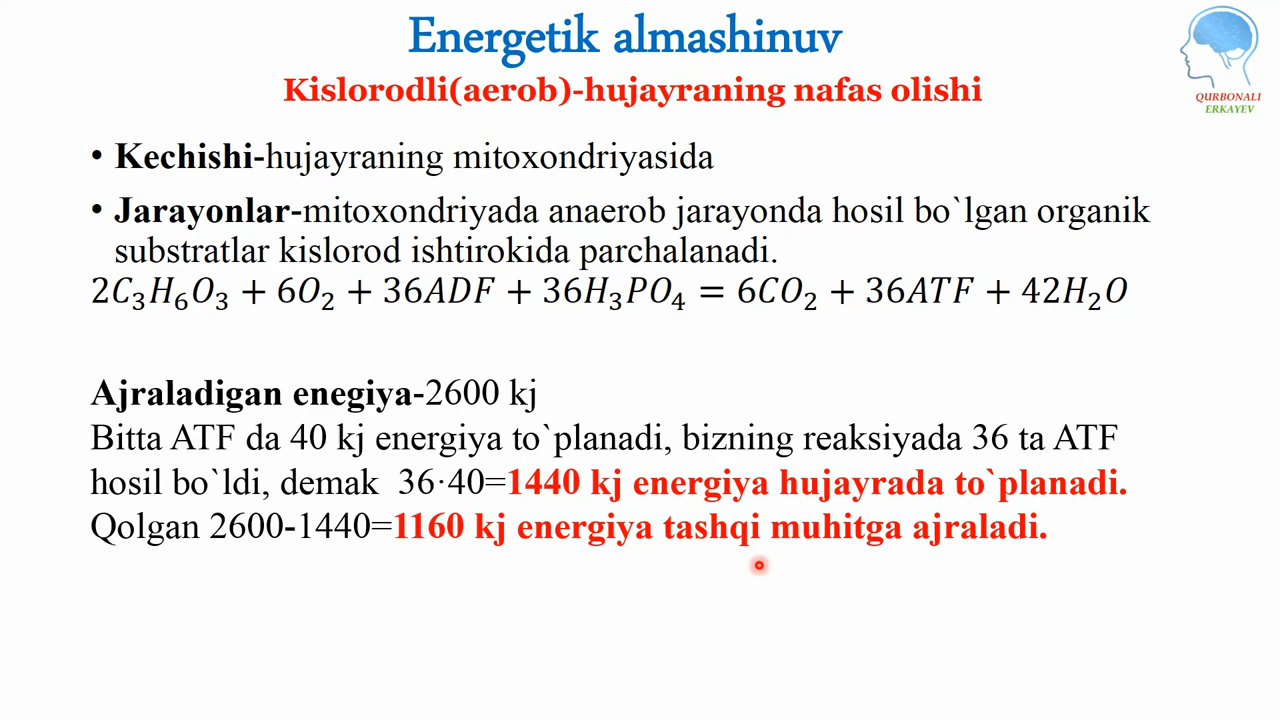 Energetik almashinuv
Kislorodli(aerob)-hujayraning nafas olishi
QURBONALI
ERKAYEV
• Kechishi-hujayraning mitoxondriyasida
• Jarayonlar-mitoxondriyada anaerob jarayonda hosil bo`lgan organik
substratlar kislorod ishtirokida parchalanadi.
2C₃H₆O₃ + 6O₂ + 36ADF + 36H₃PO₄ = 6CO₂ + 36ATF + 42H₂O
Ajraladigan enegiya-2600 kj
Bitta ATF da 40 kj energiya to`planadi, bizning reaksiyada 36 ta ATF
hosil bo`ldi, demak 36·40=1440 kj energiya hujayrada to`planadi.
Qolgan 2600-1440=1160 kj energiya tashqi muhitga ajraladi.